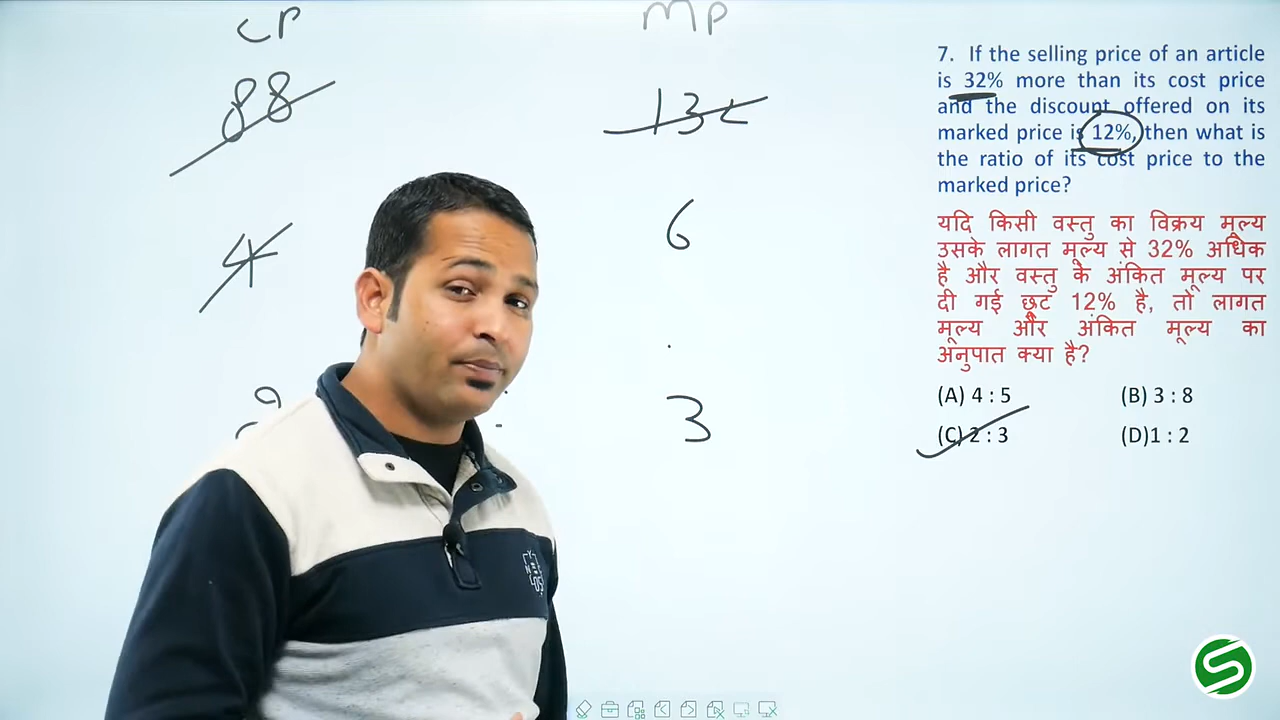 CP
MP
88
132
4
6
2 : 3
7. If the selling price of an article
is 32% more than its cost price
and the discount offered on its
marked price is 12%, then what is
the ratio of its cost price to the
marked price?
यदि किसी वस्तु का विक्रय मूल्य
उसके लागत मूल्य से 32% अधिक
है और वस्तु के अंकित मूल्य पर
दी गई छूट 12% है, तो लागत
मूल्य और अंकित मूल्य का
अनुपात क्या है?
(A) 4 : 5
(B) 3 : 8
(C) 2 : 3
(D)1 : 2